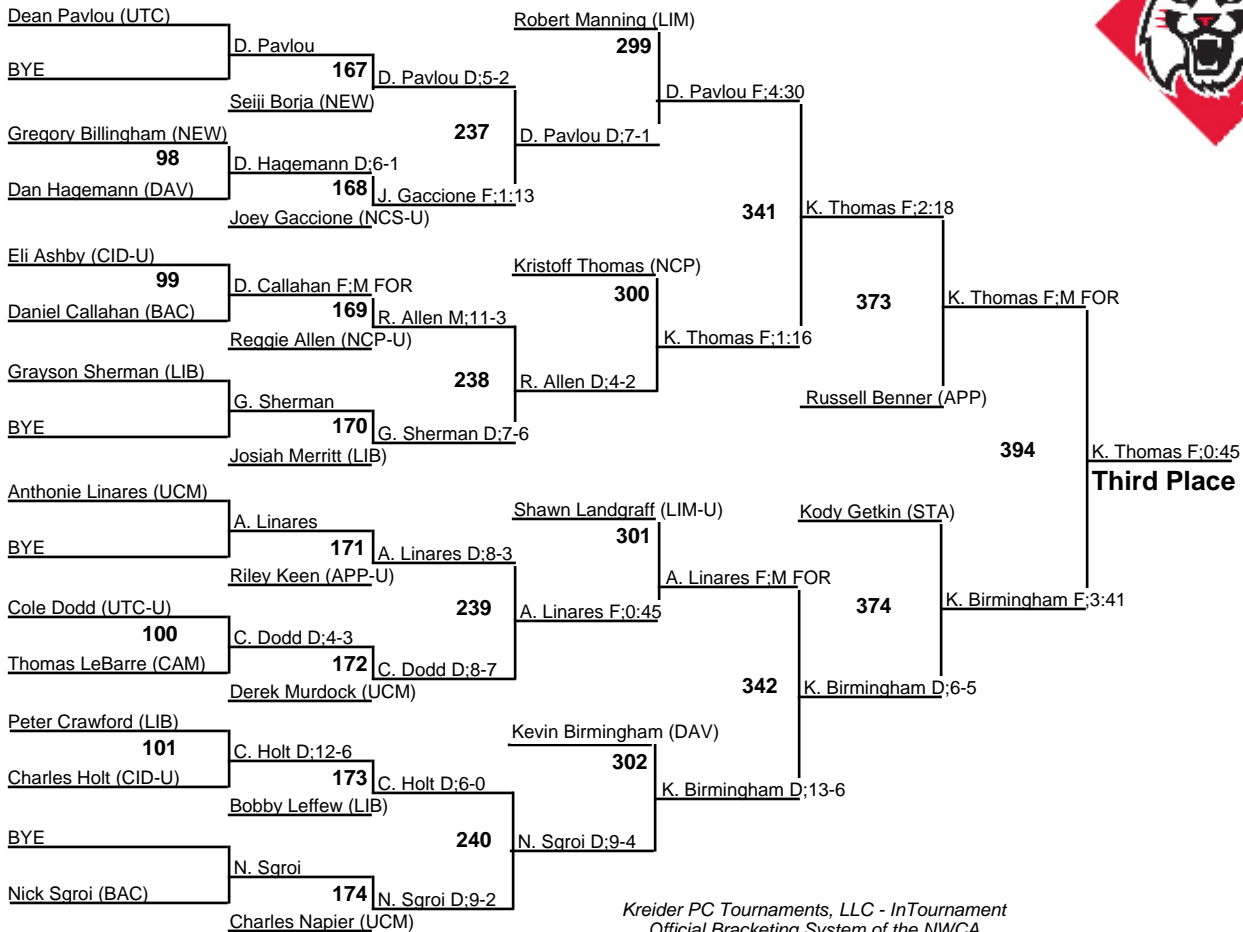 Dean Pavlou (UTC)
BYE
D. Pavlou
167
Seiji Borja (NEW)
D. Pavlou D;5-2
Gregory Billingham (NEW)
98
Dan Hagemann (DAV)
D. Hagemann D;6-1
168
Joey Gaccione (NCS-U)
J. Gaccione F;1:13
237
D. Pavlou D;7-1
Robert Manning (LIM)
299
D. Pavlou F;4:30
Eli Ashby (CID-U)
99
Daniel Callahan (BAC)
D. Callahan F;M FOR
169
Reggie Allen (NCP-U)
R. Allen M;11-3
Grayson Sherman (LIB)
BYE
G. Sherman
170
Josiah Merritt (LIB)
G. Sherman D;7-6
238
R. Allen D;4-2
Kristoff Thomas (NCP)
300
K. Thomas F;1:16
341
K. Thomas F;2:18
373
Russell Benner (APP)
K. Thomas F;M FOR
Anthonie Linares (UCM)
BYE
A. Linares
171
Riley Keen (APP-U)
A. Linares D;8-3
Cole Dodd (UTC-U)
100
Thomas LeBarre (CAM)
C. Dodd D;4-3
172
Derek Murdock (UCM)
C. Dodd D;8-7
239
A. Linares F;0:45
Shawn Landgraff (LIM-U)
301
A. Linares F;M FOR
Peter Crawford (LIB)
101
Charles Holt (CID-U)
C. Holt D;12-6
173
Bobby Leffew (LIB)
C. Holt D;6-0
BYE
Nick Sgroi (BAC)
N. Sgroi
174
Charles Napier (UCM)
N. Sgroi D;9-2
240
N. Sgroi D;9-4
Kevin Birmingham (DAV)
302
K. Birmingham D;13-6
342
K. Birmingham D;6-5
Kody Getkin (STA)
374
K. Birmingham F;3:41
394
K. Thomas F;0:45
Third Place
Kreider PC Tournaments, LLC - InTournament
Official Bracketing System of the NWCA